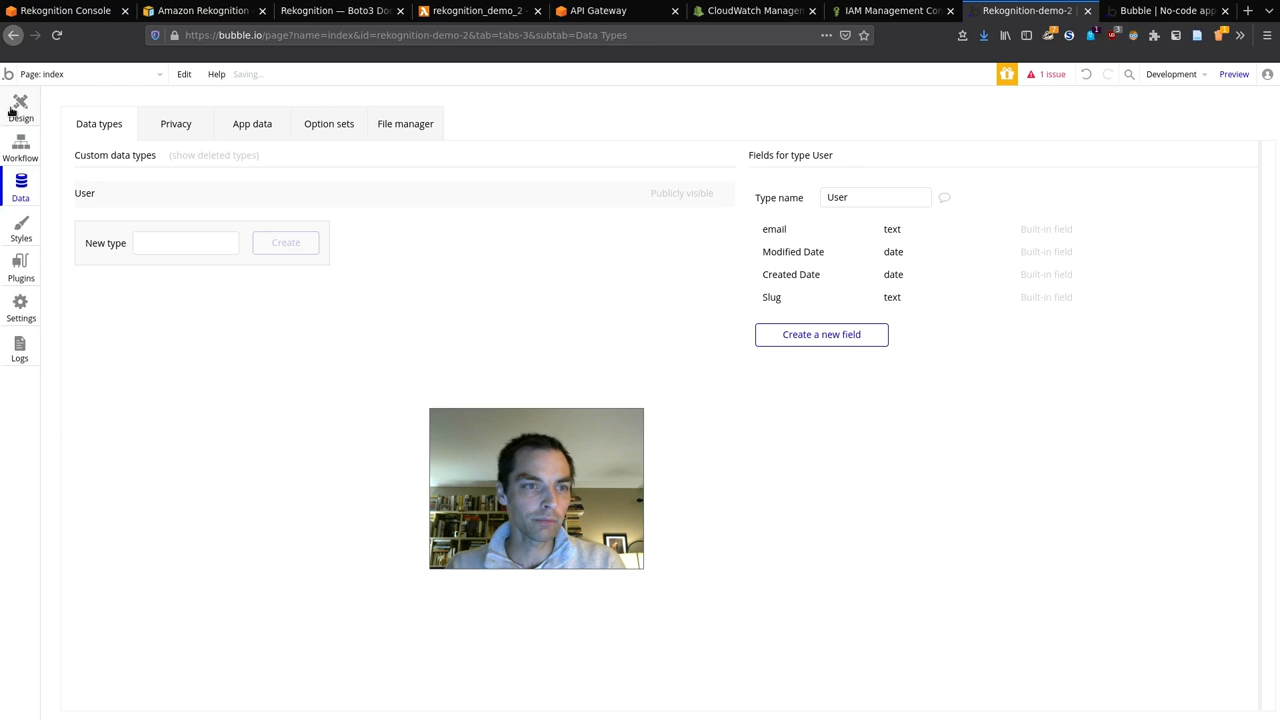 Rekognition Console
Amazon Rekognition
Rekognition — Boto3 Doc
rekognition_demo_2
API Gateway
CloudWatch Managem
IAM Management Con
Rekognition-demo-2
Bubble | No-code app
https://bubble.io/page?name=index&id=rekognition-demo-2&tab=tabs-3&subtab=Data Types
Page: index
Edit
Help
Saving...
1 issue
Development
Preview
Design
Workflow
Data
Styles
Plugins
Settings
Logs
Data types
Privacy
App data
Option sets
File manager
Custom data types
(show deleted types)
User
Publicly visible
New type
Create
Fields for type User
Type name
User
email text Built-in field
Modified Date date Built-in field
Created Date date Built-in field
Slug text Built-in field
Create a new field